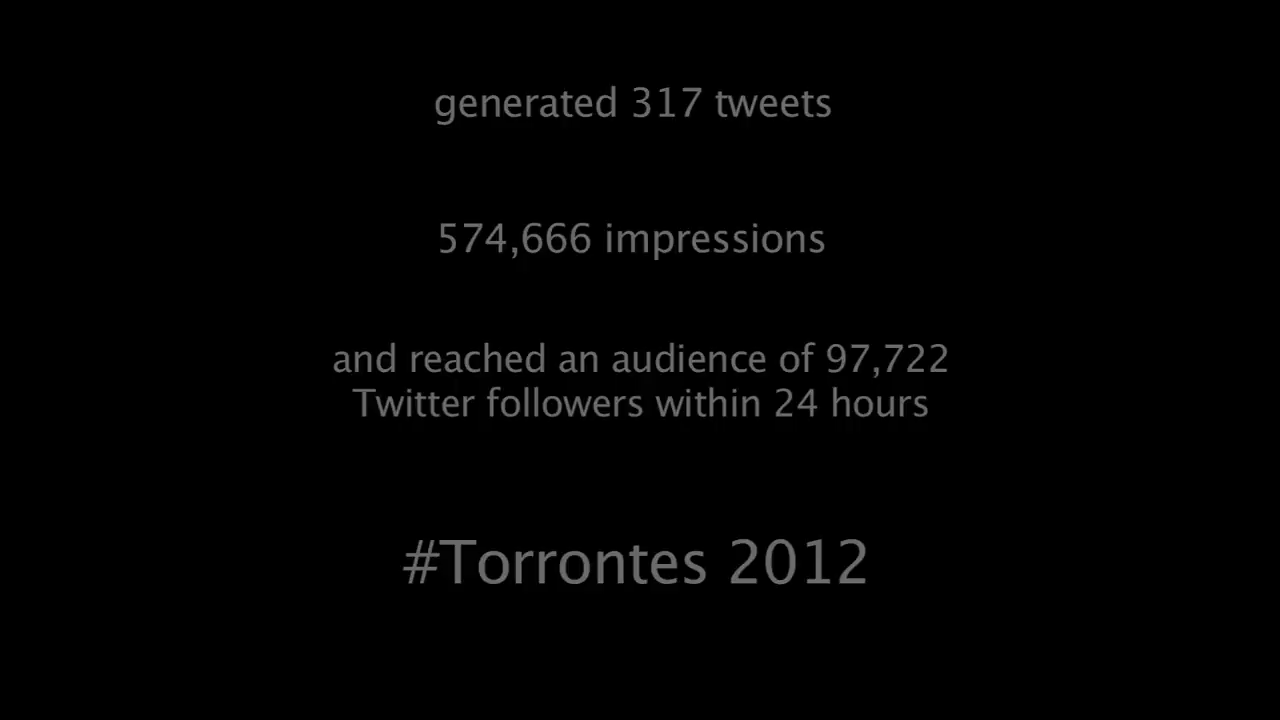 generated 317 tweets
574,666 impressions
and reached an audience of 97,722
Twitter followers within 24 hours
#Torrontes 2012